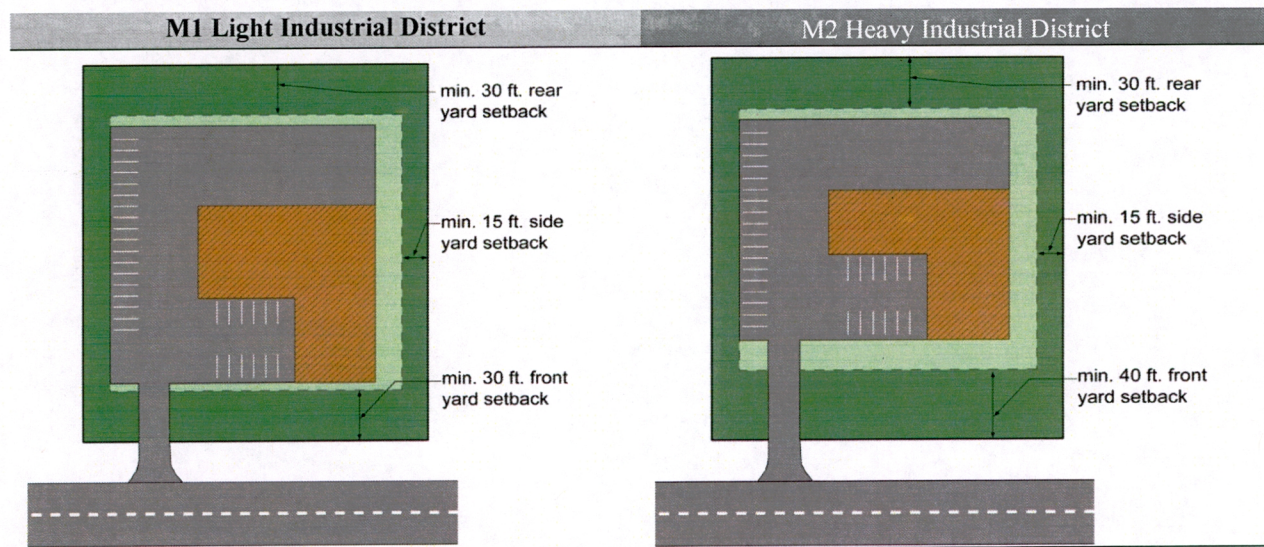 M1 Light Industrial District
M2 Heavy Industrial District
min. 30 ft. rear
yard setback
min. 15 ft. side
yard setback
min. 30 ft. front
yard setback
min. 30 ft. rear
yard setback
min. 15 ft. side
yard setback
min. 40 ft. front
yard setback